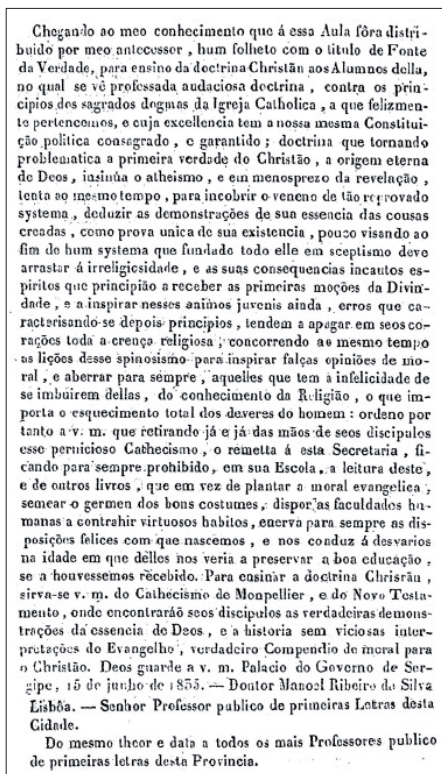 Chegando ao meo conhecimento que á essa Aula fôra distri-
buido por meo antecessor, hum folheto com o titulo de Fonte
da Verdade, para ensino da doctrina Christãn aos Alumnos della,
no qual se vê professada audaciosa doctrina, contra os prin-
cipios dos sagrados dogmas da Igreja Catholica, a que felizmen-
te pertencemos, e cuja excellencia tem a nossa mesma Constitui-
ção politica consagrado, e garantido; doctrina que tornando
problematica a primeira verdade do Christão, a origem eterna
de Deos, insinúa o atheismo, e em menosprezo da revelação,
tenta ao mesmo tempo, para incobrir o veneno de tão reprovado
systema, deduzir as demonstrações de sua essencia das cousas
creadas, como prova unica de sua existencia, pouco visando ao
fim de hum systema que fundado todo elle em sceptismo deve
arrastar á irreligiosidade, e as suas consequencias incautos es-
piritos que principião a receber as primeiras moções da Divin-
dade, e a inspirar nesses animos juvenis ainda, erros que ca-
racterisando-se depois principios, tendem a apagar em seos co-
rações toda a crença religiosa; concorrendo ao mesmo tempo
as lições desse spinosismo para inspirar falças opiniões de mo-
ral, e aberrar para sempre, aquelles que tem a infelicidade de
se imbuirem dellas, do conhecimento da Religião, o que im-
porta o esquecimento total dos deveres do homem: ordeno por
tanto a v. m. que retirando já e já das mãos de seos discipulos
esse pernicioso Cathecismo, o remetta á esta Secretaria, fi-
cando para sempre prohibido, em sua Escola, a leitura deste,
e de outros livros, que em vez de plantar a moral evangelica,
semear o germen dos bons costumes, dispor as faculdades hu-
manas a contrahir virtuosos habitos, enerva para sempre as dis-
posições felices com que nascemos, e nos conduz á desvarios
na idade em que delles nos veria a preservar a boa educação,
se a houvessemos recebido. Para ensinar a doctrina Chrisrãn,
sirva-se v. m. do Cathecismo de Monpellier, e do Novo Testa-
mento, onde encontraráõ seos discipulos as verdadeiras demons-
trações da essencia de Deos, e a historia sem viciosas inter-
pretações do Evangelho, verdadeiro Compendio de moral para
o Christão. Deos guarde a v. m. Palacio do Governo de Ser-
gipe, 15 de junho de 1835. — Doutor Manoel Ribeiro da Silva
Lisbôa. — Senhor Professor publico de primeiras Letras desta
Cidade.
Do mesmo theor e data a todos os mais Professores publico
de primeiras letras desta Provincia.